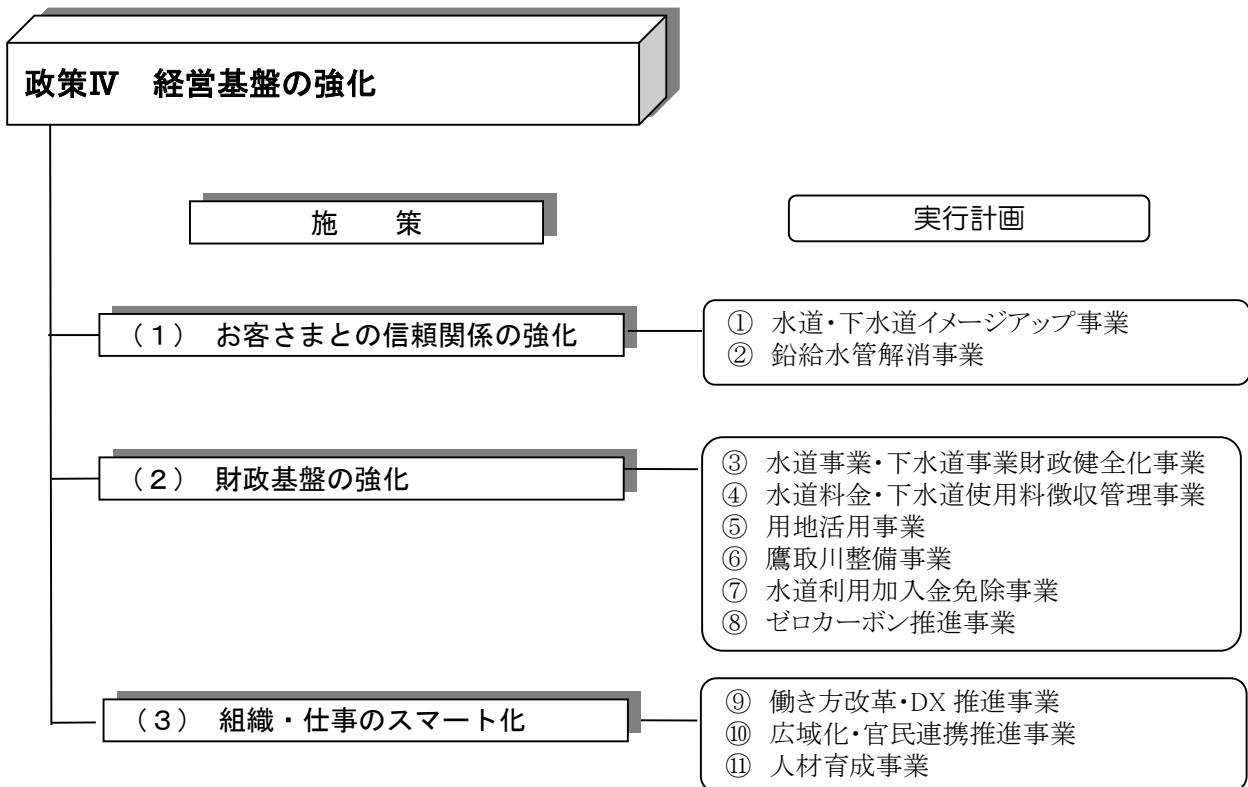 政策Ⅳ　経営基盤の強化
施　　策
実行計画
（１）　お客さまとの信頼関係の強化
①　水道・下水道イメージアップ事業
②　鉛給水管解消事業
（２）　財政基盤の強化
③　水道事業・下水道事業財政健全化事業
④　水道料金・下水道使用料徴収管理事業
⑤　用地活用事業
⑥　鷹取川整備事業
⑦　水道利用加入金免除事業
⑧　ゼロカーボン推進事業
（３）　組織・仕事のスマート化
⑨　働き方改革・DX 推進事業
⑩　広域化・官民連携推進事業
⑪　人材育成事業